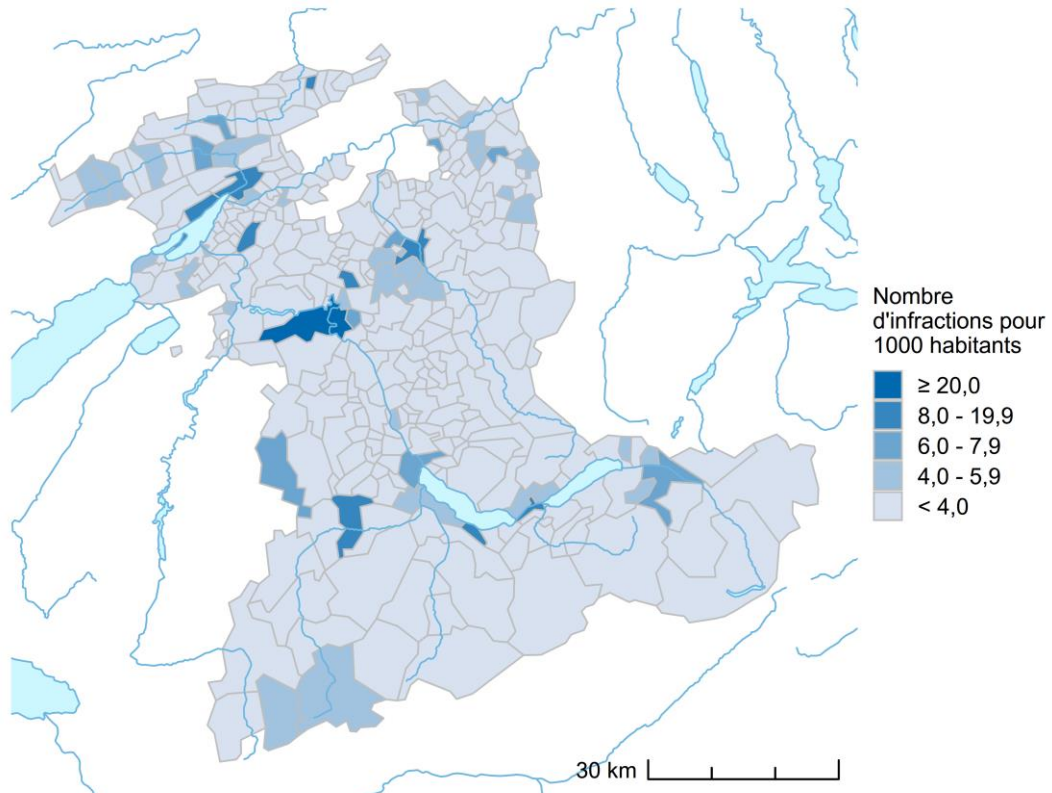 Nombre
d'infractions pour
1000 habitants
≥ 20,0
8,0 - 19,9
6,0 - 7,9
4,0 - 5,9
< 4,0
30 km